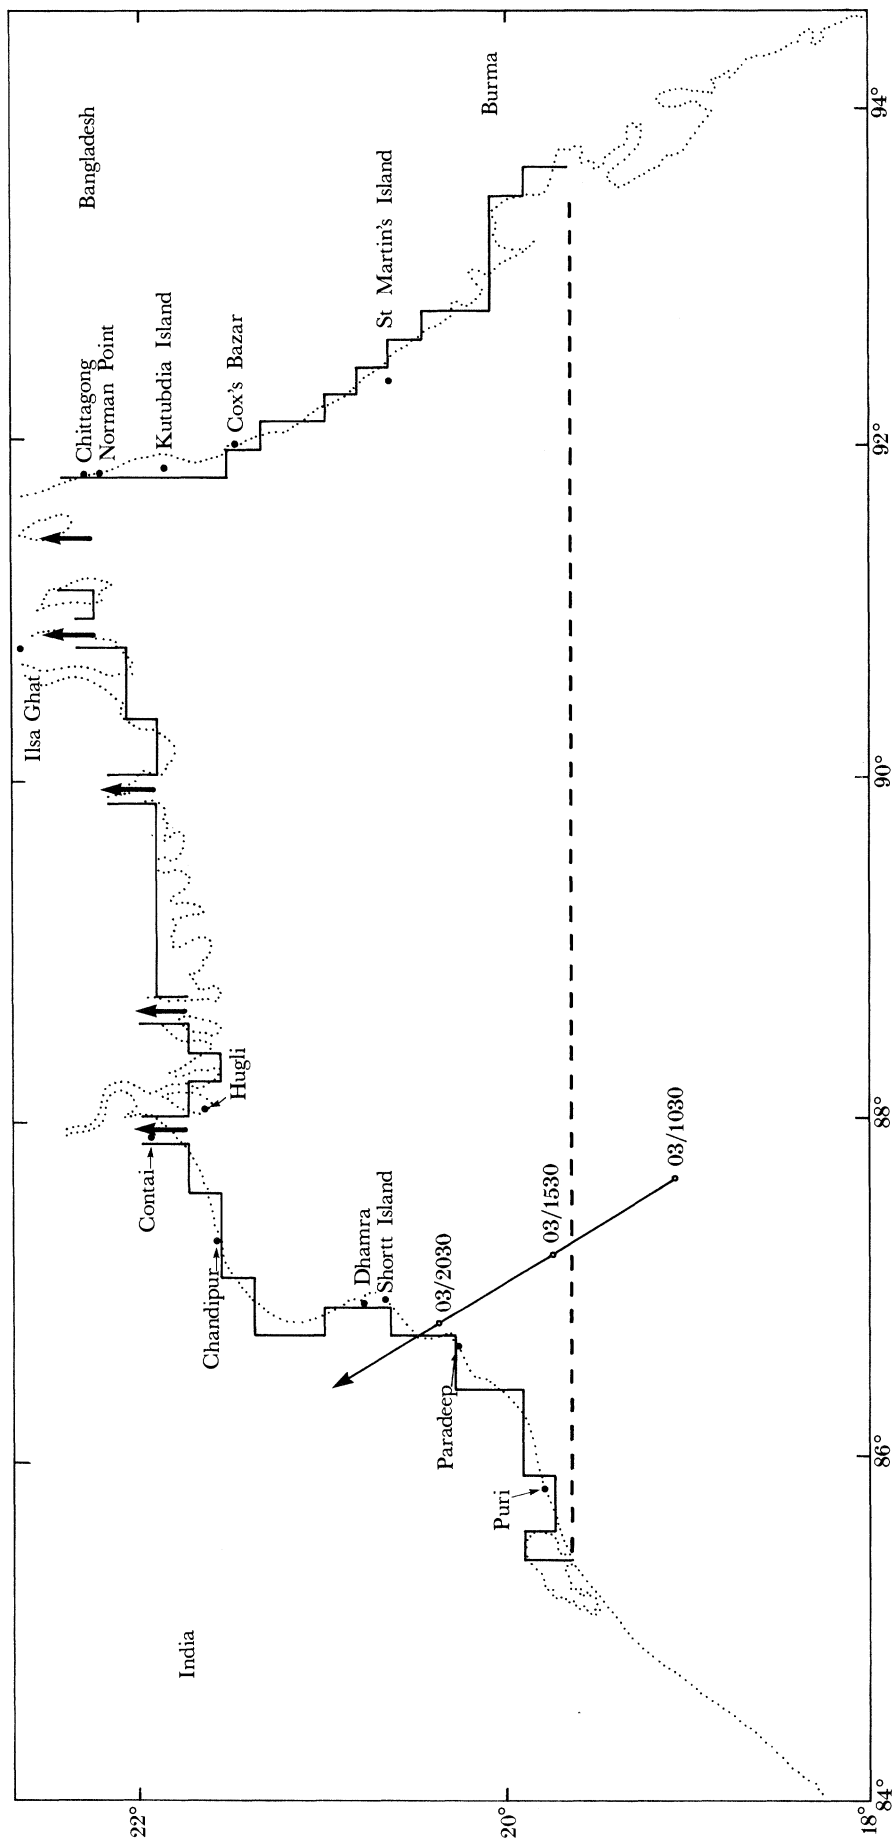 Bangladesh
Burma
India
Chittagong
Norman Point
Kutubdia Island
Cox's Bazar
St Martin's Island
Ilsa Ghat
Hugli
Contai
Chandipur
Dhamra
Shortt Island
Paradeep
Puri
03/2030
03/1530
03/1030
22°
20°
18°
84°
86°
88°
90°
92°
94°